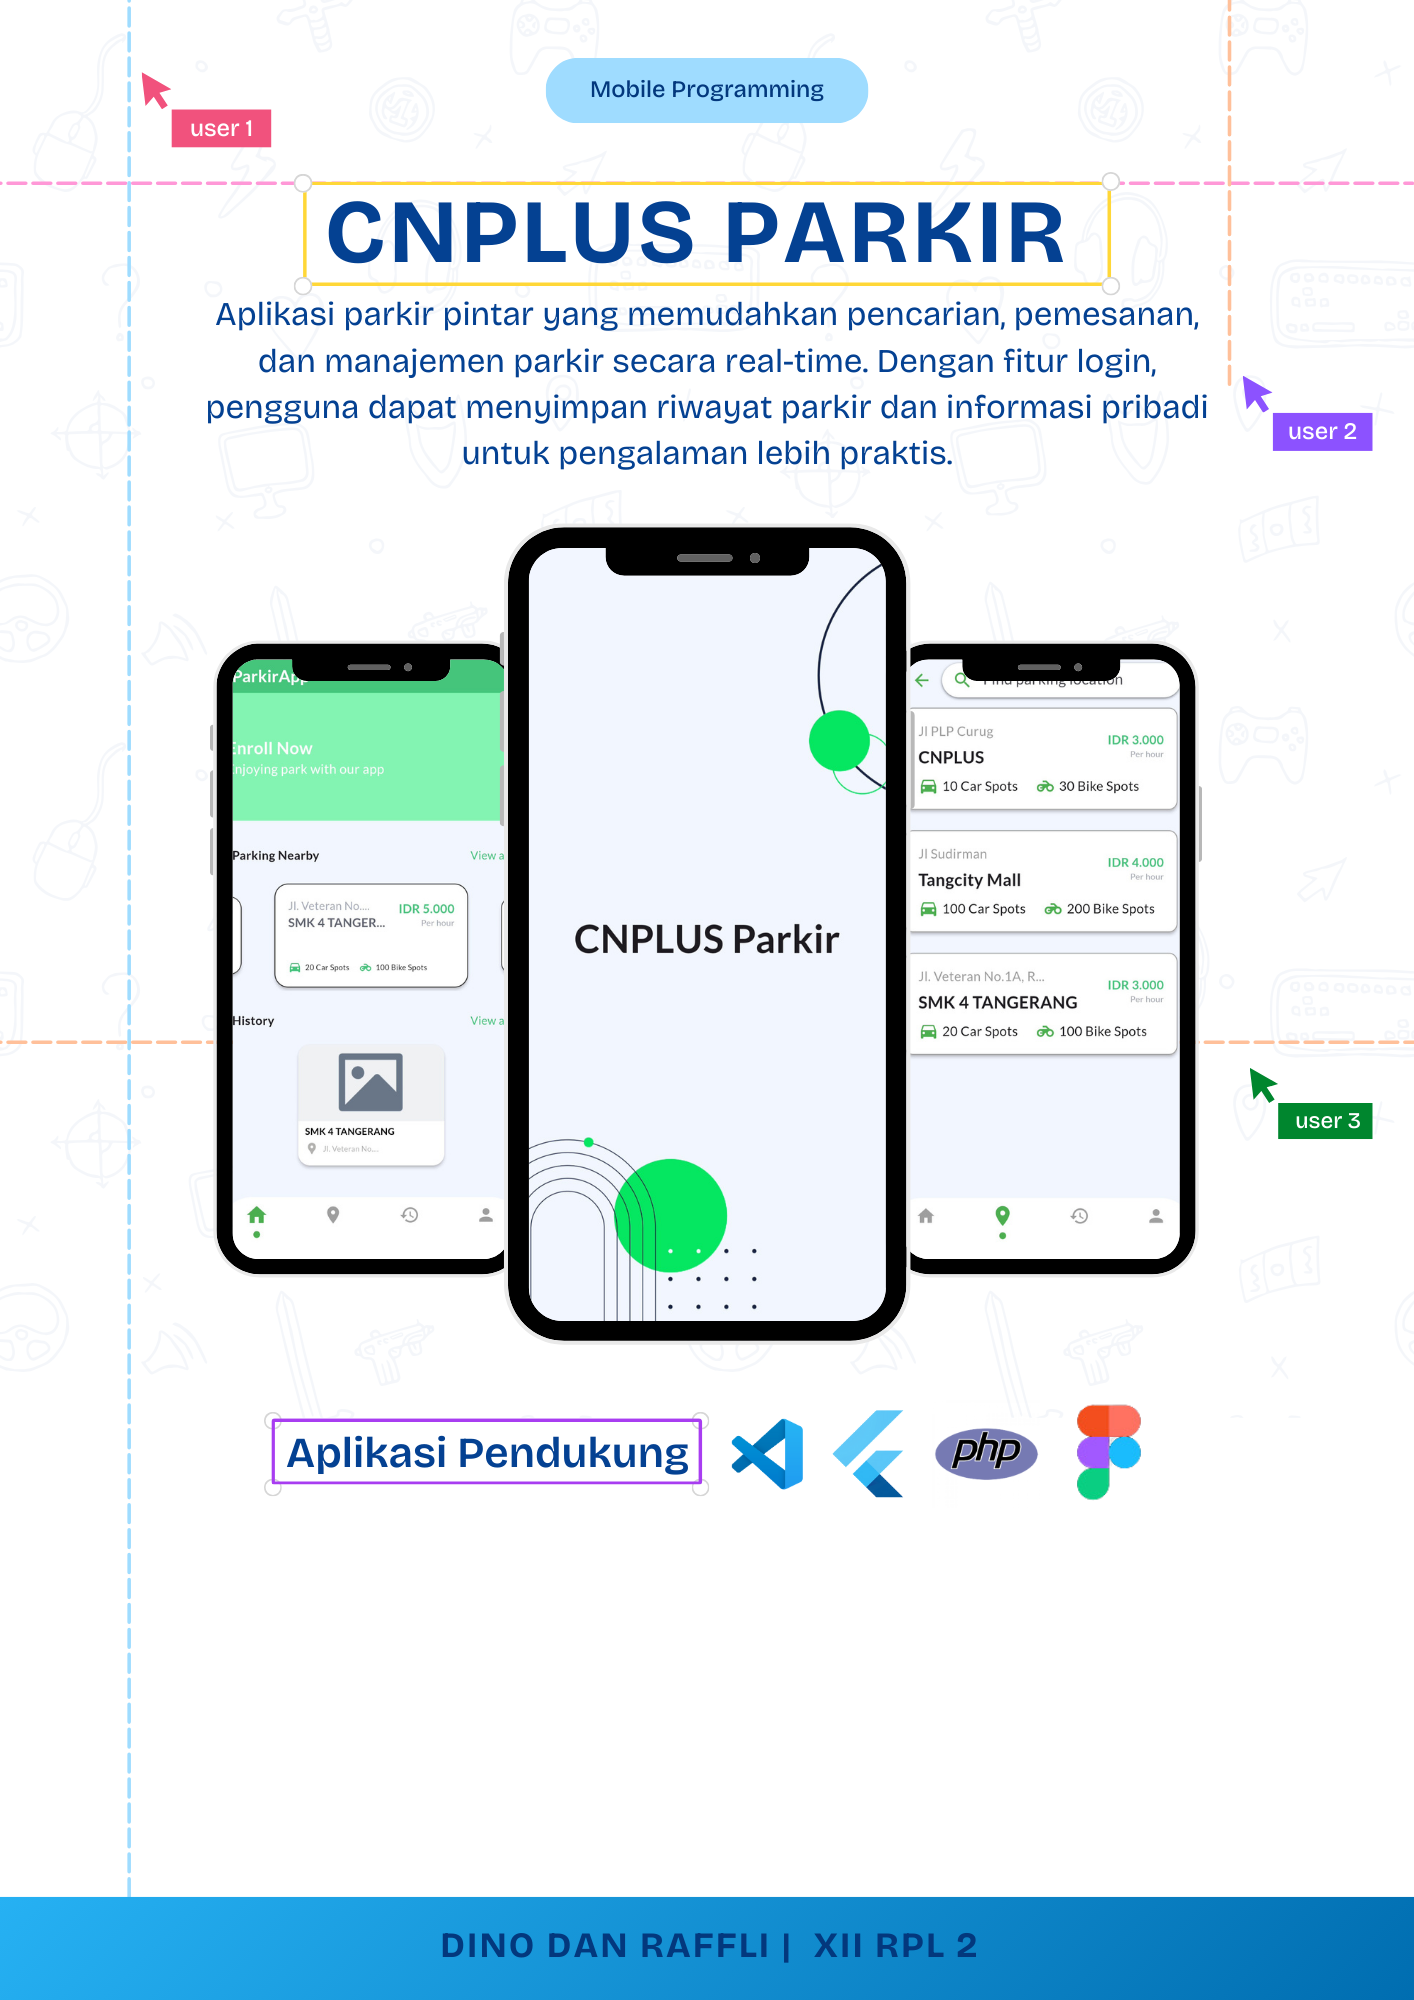 Mobile Programming
user 1
CNPLUS PARKIR
Aplikasi parkir pintar yang memudahkan pencarian, pemesanan,
dan manajemen parkir secara real-time. Dengan fitur login,
pengguna dapat menyimpan riwayat parkir dan informasi pribadi
untuk pengalaman lebih praktis.
user 2
ParkirApp
Enroll Now
Enjoying park with our app
Parking Nearby
View a
Jl. Veteran No....
IDR 5.000
SMK 4 TANGER...
Per hour
20 Car Spots
100 Bike Spots
History
View a
SMK 4 TANGERANG
Jl. Veteran No....
CNPLUS Parkir
Find parking location
Jl PLP Curug
IDR 3.000
CNPLUS
Per hour
10 Car Spots
30 Bike Spots
Jl Sudirman
IDR 4.000
Tangcity Mall
Per hour
100 Car Spots
200 Bike Spots
Jl. Veteran No.1A, R...
IDR 3.000
SMK 4 TANGERANG
Per hour
20 Car Spots
100 Bike Spots
user 3
Aplikasi Pendukung
php
DINO DAN RAFFLI | XII RPL 2